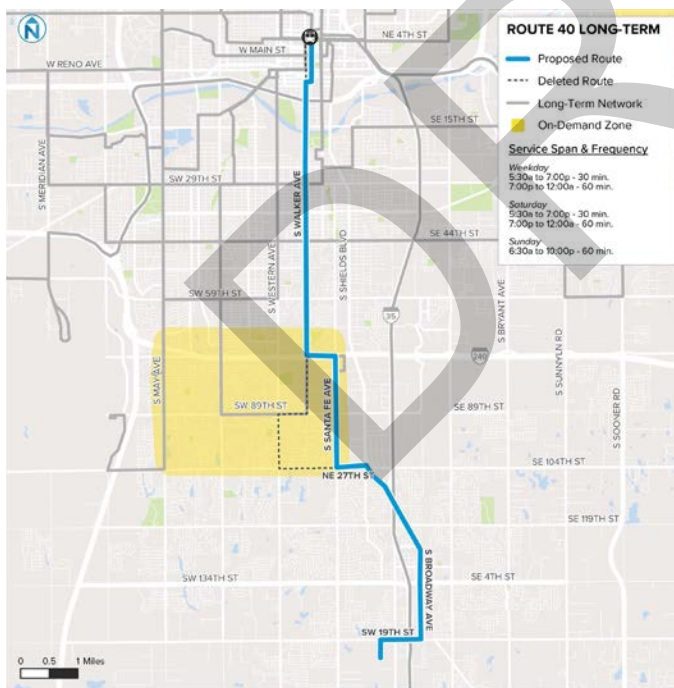 N
ROUTE 40 LONG-TERM
Proposed Route
Deleted Route
Long-Term Network
On-Demand Zone
Service Span & Frequency
Weekday
5:30a to 7:00p - 30 min.
7:00p to 12:00a - 60 min.
Saturday
5:30a to 7:00p - 30 min.
7:00p to 12:00a - 60 min.
Sunday
6:30a to 10:00p - 60 min.
NE 4TH ST
W MAIN ST
W RENO AVE
SE 15TH ST
S MERIDIAN AVE
SW 29TH ST
S WALKER AVE
SE 44TH ST
S WESTERN AVE
S SHIELDS BLVD
SW 59TH ST
35
S BRYANT AVE
240
S SUNNYLN RD
S MAY AVE
S SOONER RD
SW 89TH ST
S SANTA FE AVE
SE 89TH ST
NE 27TH ST
SE 104TH ST
SE 119TH ST
SW 134TH ST
S BROADWAY AVE
SE 4TH ST
SW 19TH ST
0 0.5 1 Miles
DR